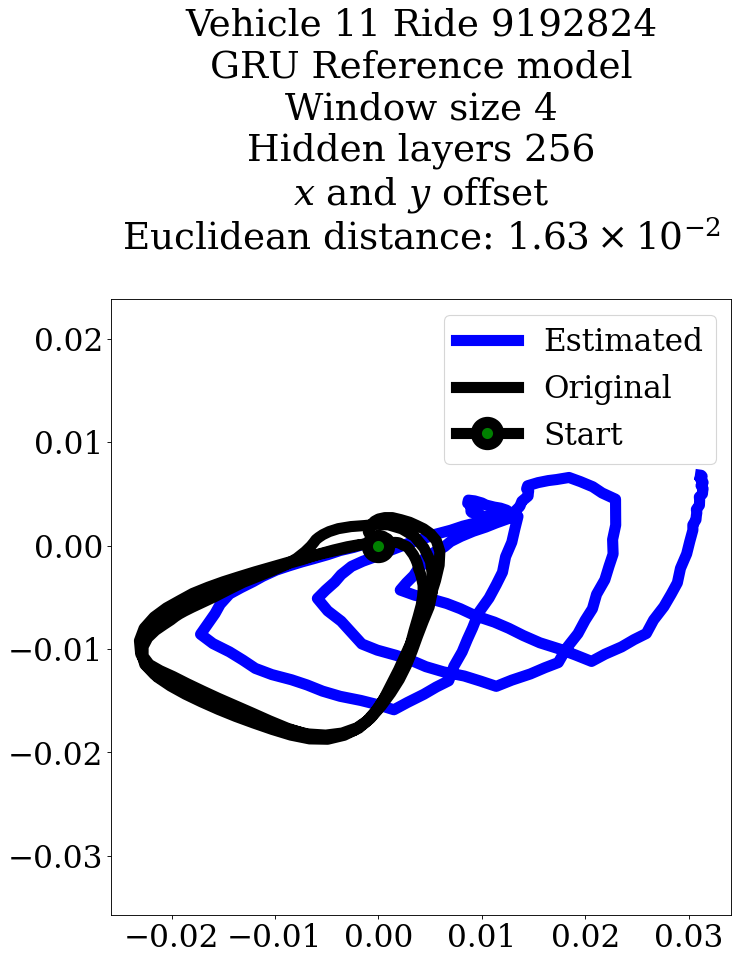 Vehicle 11 Ride 9192824
GRU Reference model
Window size 4
Hidden layers 256
x and y offset
Euclidean distance: 1.63 × 10⁻²
Estimated
Original
Start
0.02
0.01
0.00
−0.01
−0.02
−0.03
−0.02 −0.01 0.00 0.01 0.02 0.03